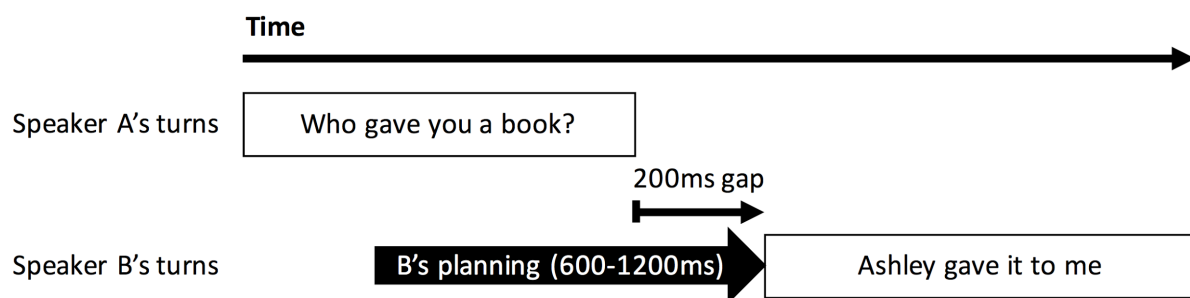 Time
Speaker A’s turns
Who gave you a book?
200ms gap
Speaker B’s turns
B’s planning (600-1200ms)
Ashley gave it to me